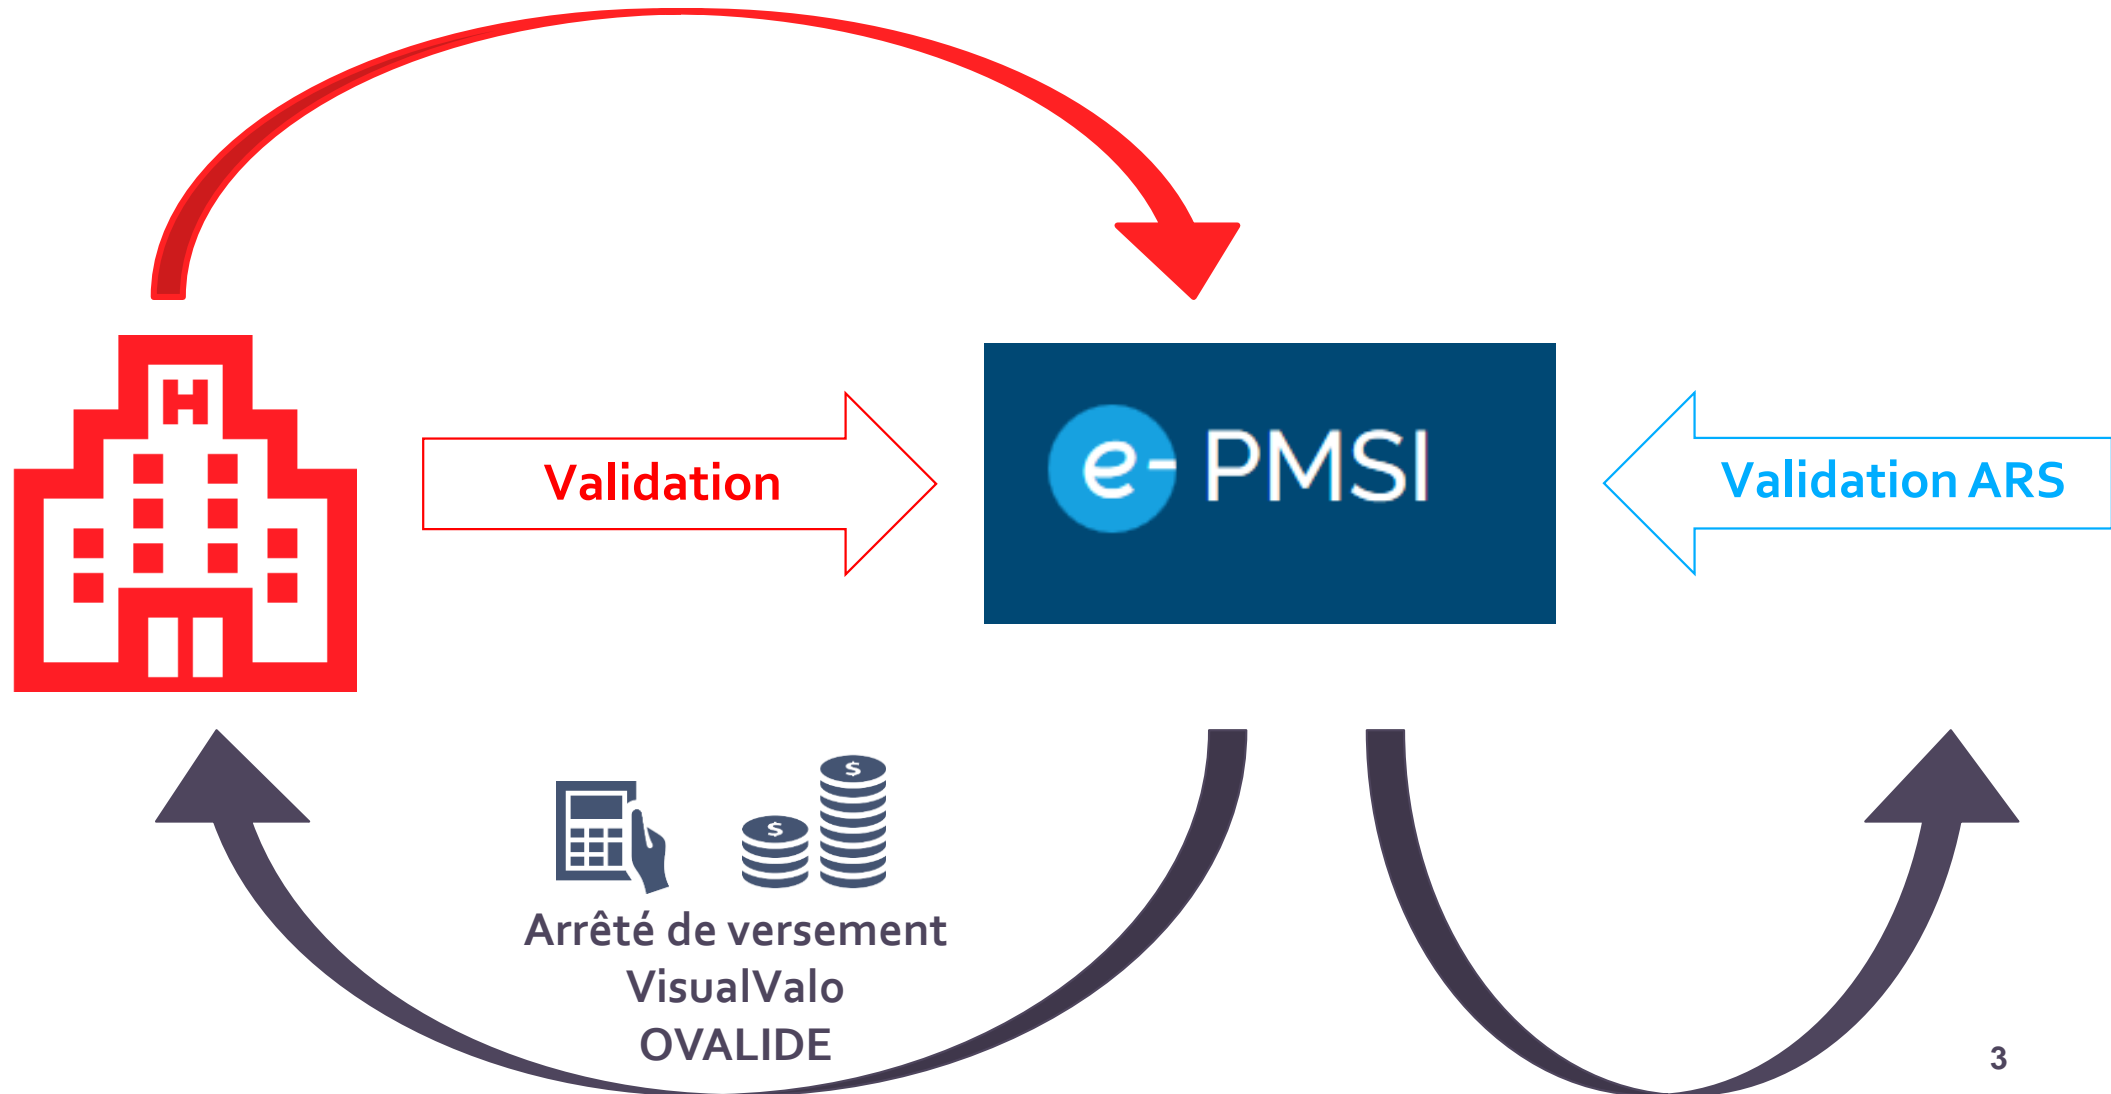 H
Validation
e-PMSI
Validation ARS
$
$
Arrêté de versement
VisualValo
OVALIDE
3